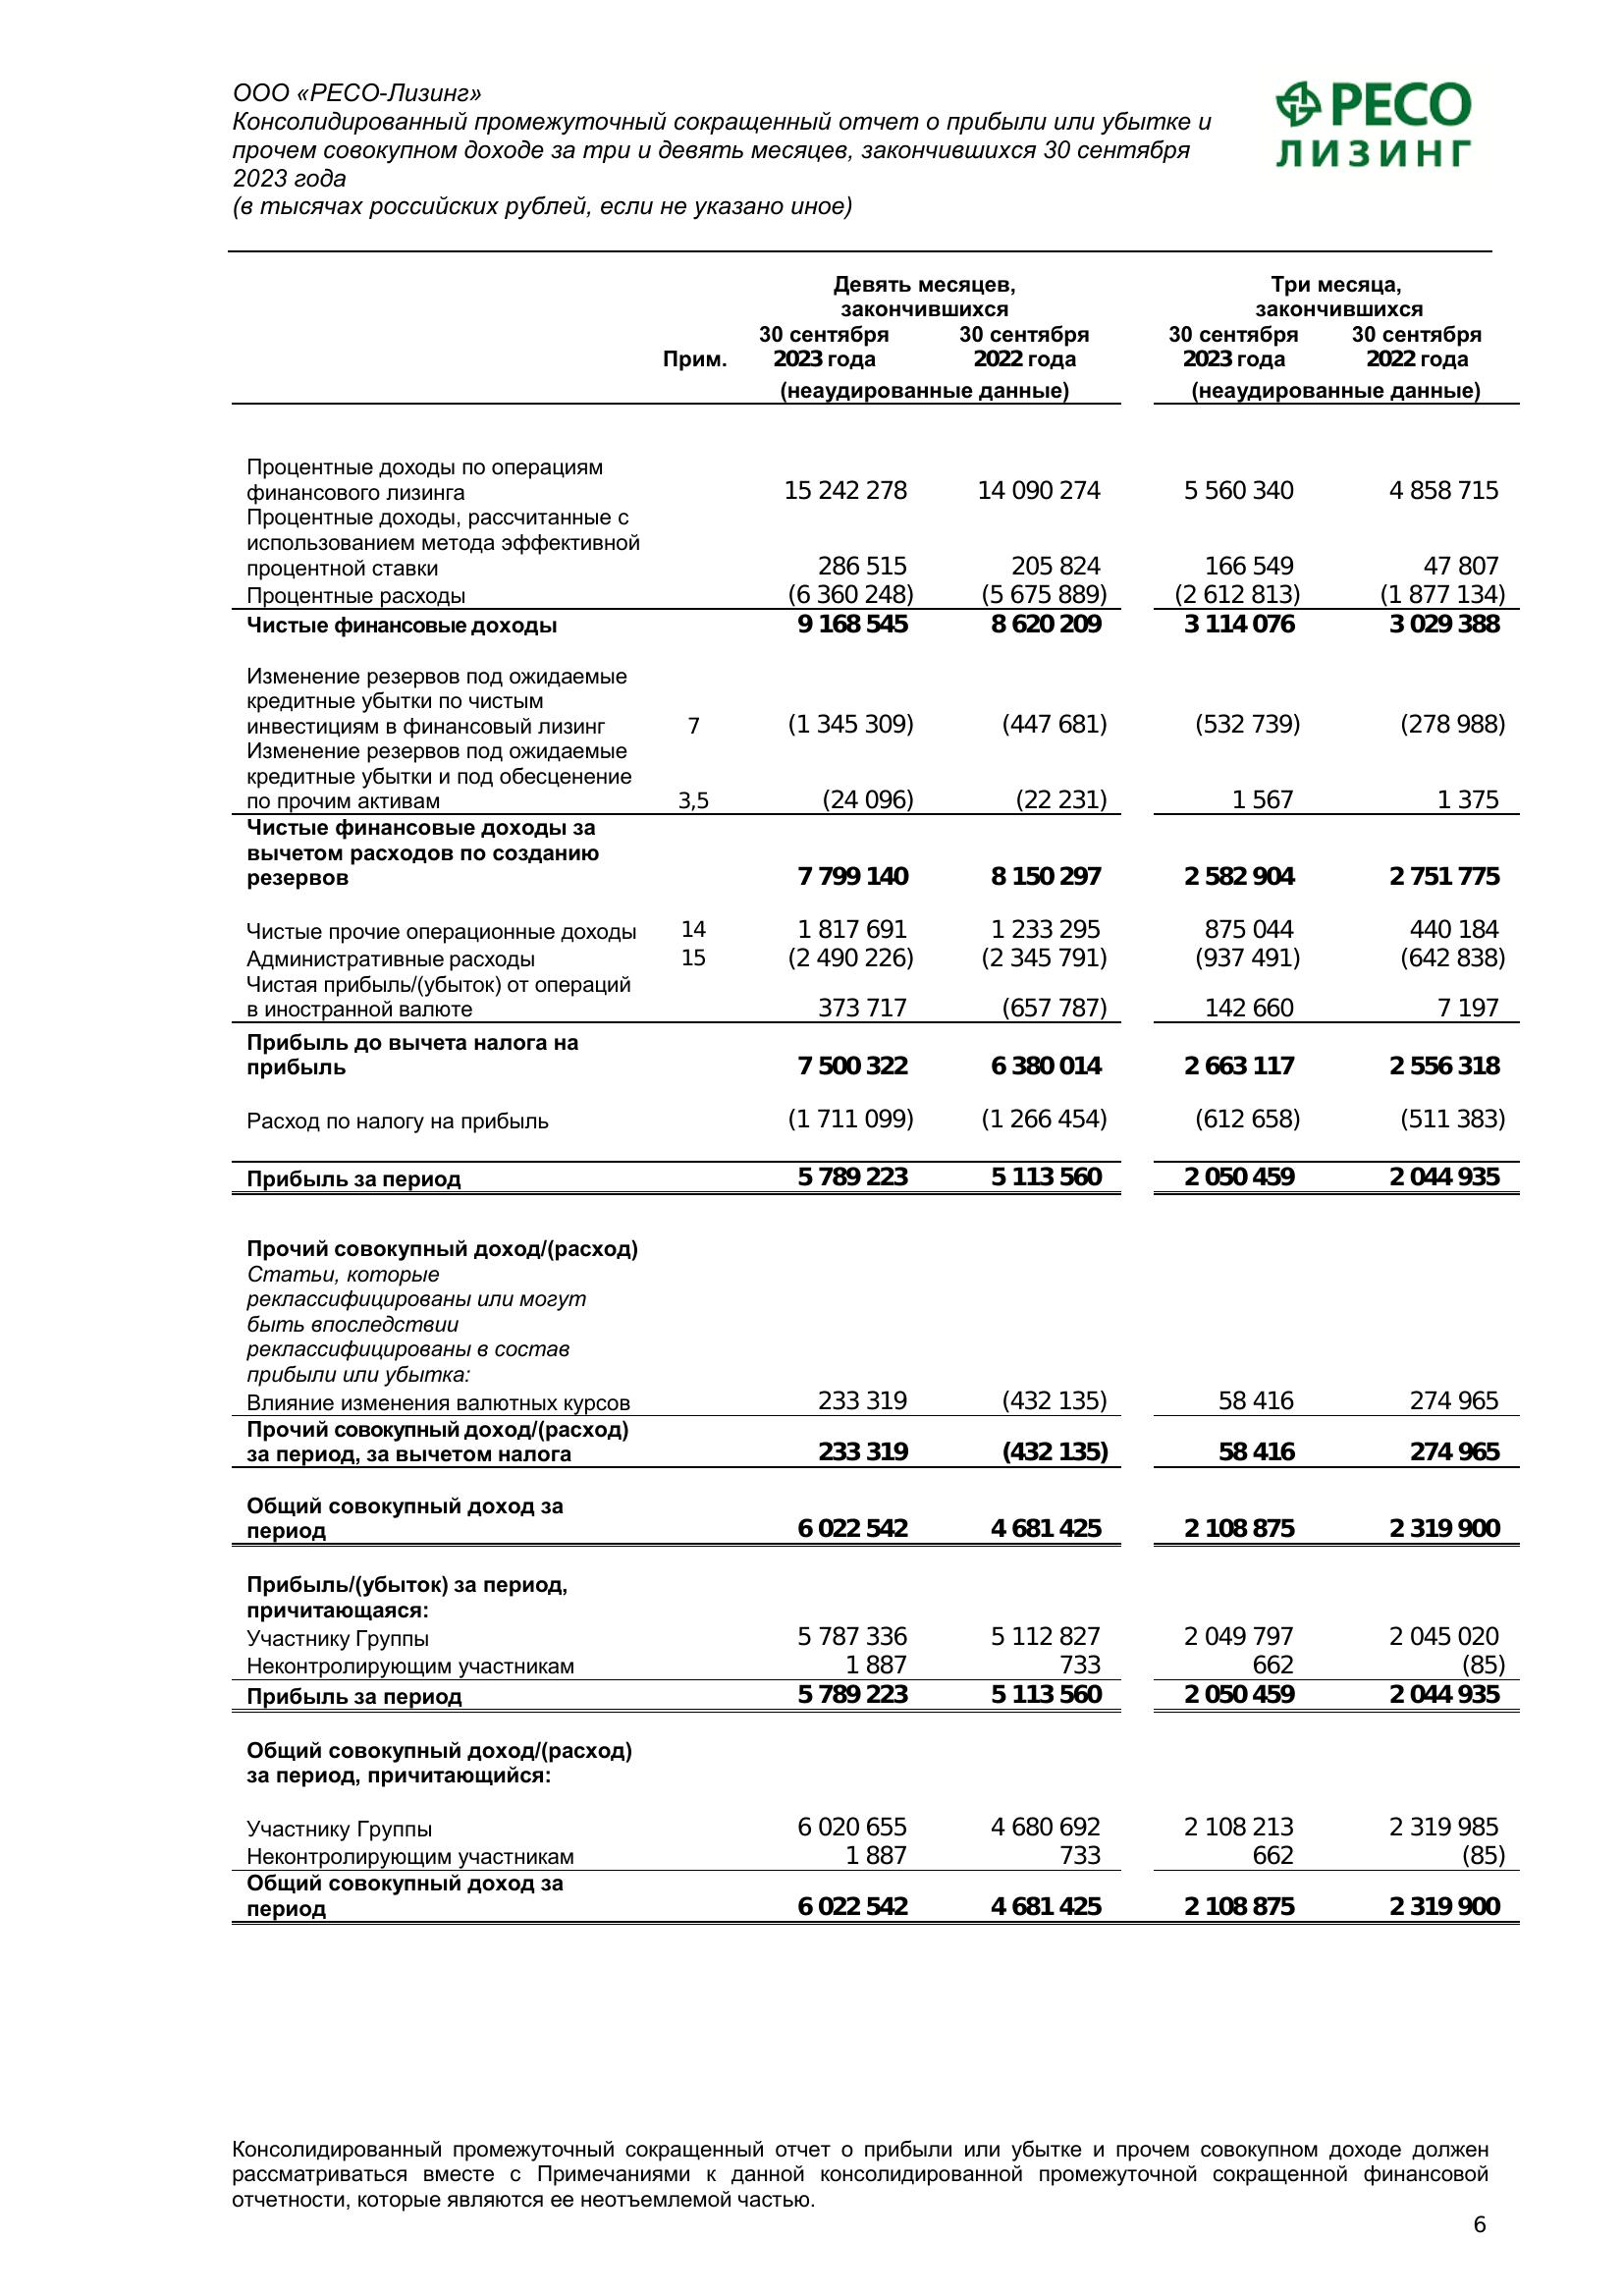 ООО «РЕСО-Лизинг»
Консолидированный промежуточный сокращенный отчет о прибыли или убытке и
прочем совокупном доходе за три и девять месяцев, закончившихся 30 сентября
2023 года
(в тысячах российских рублей, если не указано иное)
РЕСО
ЛИЗИНГ
Девять месяцев, Три месяца,
закончившихся закончившихся
30 сентября 30 сентября 30 сентября 30 сентября
Прим. 2023 года 2022 года 2023 года 2022 года
(неаудированные данные) (неаудированные данные)
Процентные доходы по операциям
финансового лизинга 15 242 278 14 090 274 5 560 340 4 858 715
Процентные доходы, рассчитанные с
использованием метода эффективной
процентной ставки 286 515 205 824 166 549 47 807
Процентные расходы (6 360 248) (5 675 889) (2 612 813) (1 877 134)
Чистые финансовые доходы 9 168 545 8 620 209 3 114 076 3 029 388
Изменение резервов под ожидаемые
кредитные убытки по чистым
инвестициям в финансовый лизинг 7 (1 345 309) (447 681) (532 739) (278 988)
Изменение резервов под ожидаемые
кредитные убытки и под обесценение
по прочим активам 3,5 (24 096) (22 231) 1 567 1 375
Чистые финансовые доходы за
вычетом расходов по созданию
резервов 7 799 140 8 150 297 2 582 904 2 751 775
Чистые прочие операционные доходы 14 1 817 691 1 233 295 875 044 440 184
Административные расходы 15 (2 490 226) (2 345 791) (937 491) (642 838)
Чистая прибыль/(убыток) от операций
в иностранной валюте 373 717 (657 787) 142 660 7 197
Прибыль до вычета налога на
прибыль 7 500 322 6 380 014 2 663 117 2 556 318
Расход по налогу на прибыль (1 711 099) (1 266 454) (612 658) (511 383)
Прибыль за период 5 789 223 5 113 560 2 050 459 2 044 935
Прочий совокупный доход/(расход)
Статьи, которые
реклассифицированы или могут
быть впоследствии
реклассифицированы в состав
прибыли или убытка:
Влияние изменения валютных курсов 233 319 (432 135) 58 416 274 965
Прочий совокупный доход/(расход)
за период, за вычетом налога 233 319 (432 135) 58 416 274 965
Общий совокупный доход за
период 6 022 542 4 681 425 2 108 875 2 319 900
Прибыль/(убыток) за период,
причитающаяся:
Участнику Группы 5 787 336 5 112 827 2 049 797 2 045 020
Неконтролирующим участникам 1 887 733 662 (85)
Прибыль за период 5 789 223 5 113 560 2 050 459 2 044 935
Общий совокупный доход/(расход)
за период, причитающийся:
Участнику Группы 6 020 655 4 680 692 2 108 213 2 319 985
Неконтролирующим участникам 1 887 733 662 (85)
Общий совокупный доход за
период 6 022 542 4 681 425 2 108 875 2 319 900
Консолидированный промежуточный сокращенный отчет о прибыли или убытке и прочем совокупном доходе должен
рассматриваться вместе с Примечаниями к данной консолидированной промежуточной сокращенной финансовой
отчетности, которые являются ее неотъемлемой частью.
6